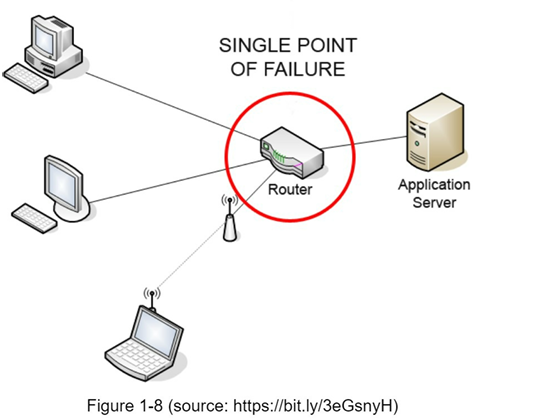 SINGLE POINT
OF FAILURE
Router
Application
Server
Figure 1-8 (source: https://bit.ly/3eGsnyH)